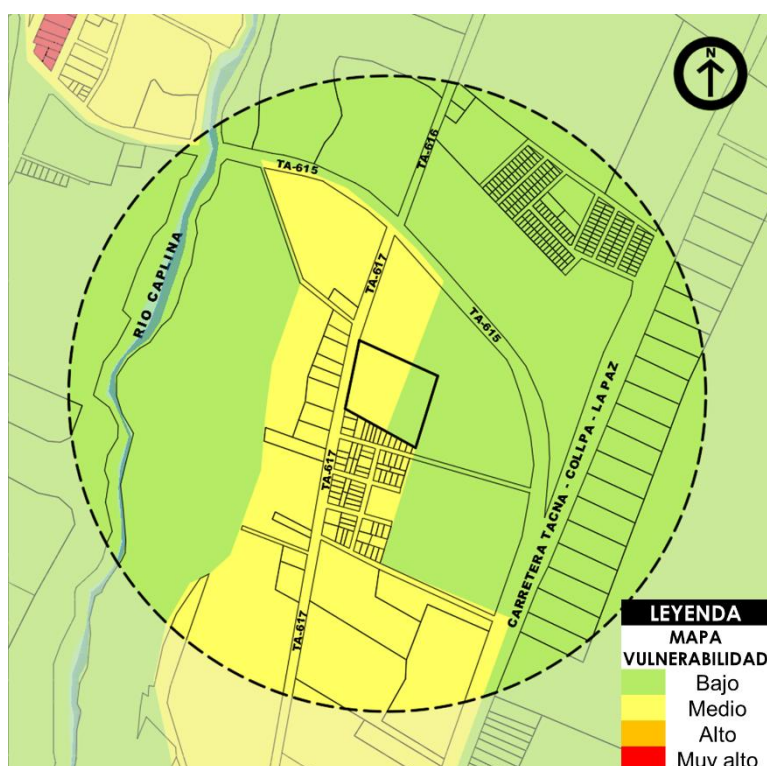 N
TA-616
TA-615
TA-617
RIO CAPLINA
TA-615
TA-617
CARRETERA TACNA - COLLPA - LA PAZ
TA-617
LEYENDA
MAPA
VULNERABILIDAD
Bajo
Medio
Alto
Muy alto